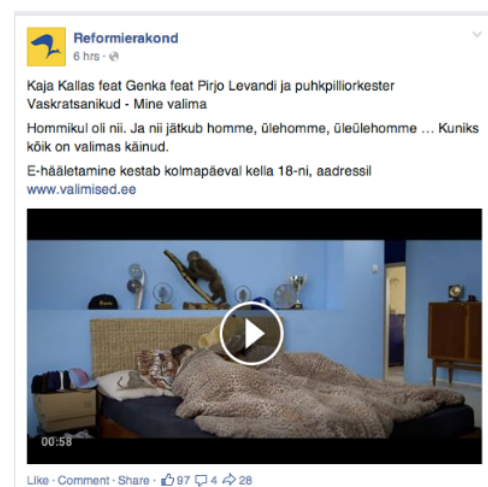 Reformierakond
6 hrs ·
Kaja Kallas feat Genka feat Pirjo Levandi ja puhkpilliorkester
Vaskratsanikud - Mine valima
Hommikul oli nii. Ja nii jätkub homme, ülehomme, üleülehomme … Kuniks
kõik on valimas käinud.
E-hääletamine kestab kolmapäeval kella 18-ni, aadressil
www.valimised.ee
00:58
Like · Comment · Share · 97 4 28